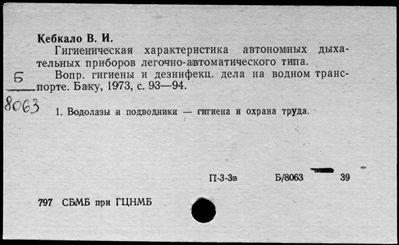 Кебкало В. И.
Гигиеническая характеристика автономных дыха-
тельных приборов легочно-автоматического типа.
Вопр. гигиены и дезинфекц. дела на водном транс-
порте. Баку, 1973, с. 93—94.
Б
8063
1. Водолазы и подводники — гигиена и охрана труда.
П-3-3в Б/8063 39
797 СБМБ при ГЦНМБ